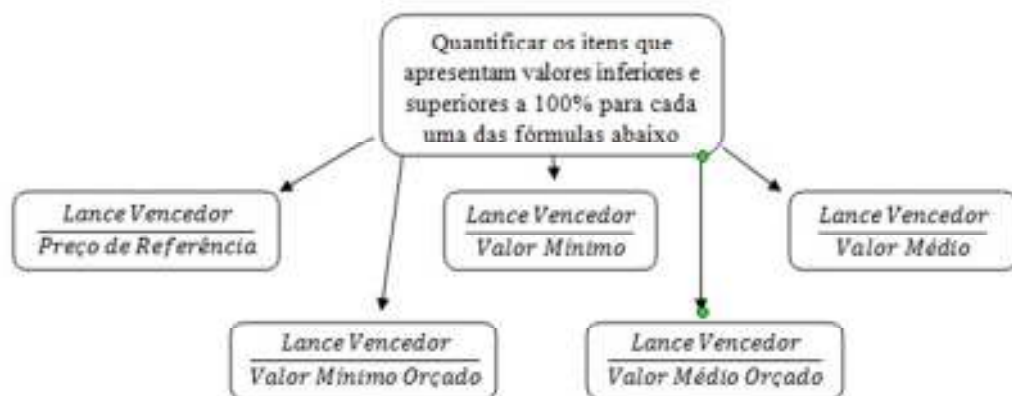 Quantificar os itens que
apresentam valores inferiores e
superiores a 100% para cada
uma das fórmulas abaixo
Lance Vencedor
Preço de Referência
Lance Vencedor
Valor Mínimo
Lance Vencedor
Valor Médio
Lance Vencedor
Valor Mínimo Orçado
Lance Vencedor
Valor Médio Orçado